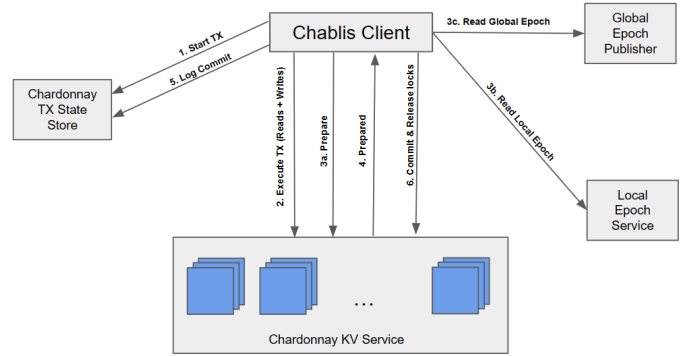 Chablis Client
3c. Read Global Epoch
Global
Epoch
Publisher
1. Start TX
5. Log Commit
Chardonnay
TX State
Store
2. Execute TX (Reads + Writes)
3a. Prepare
4. Prepared
6. Commit & Release locks
3b. Read Local Epoch
Local
Epoch
Service
...
Chardonnay KV Service